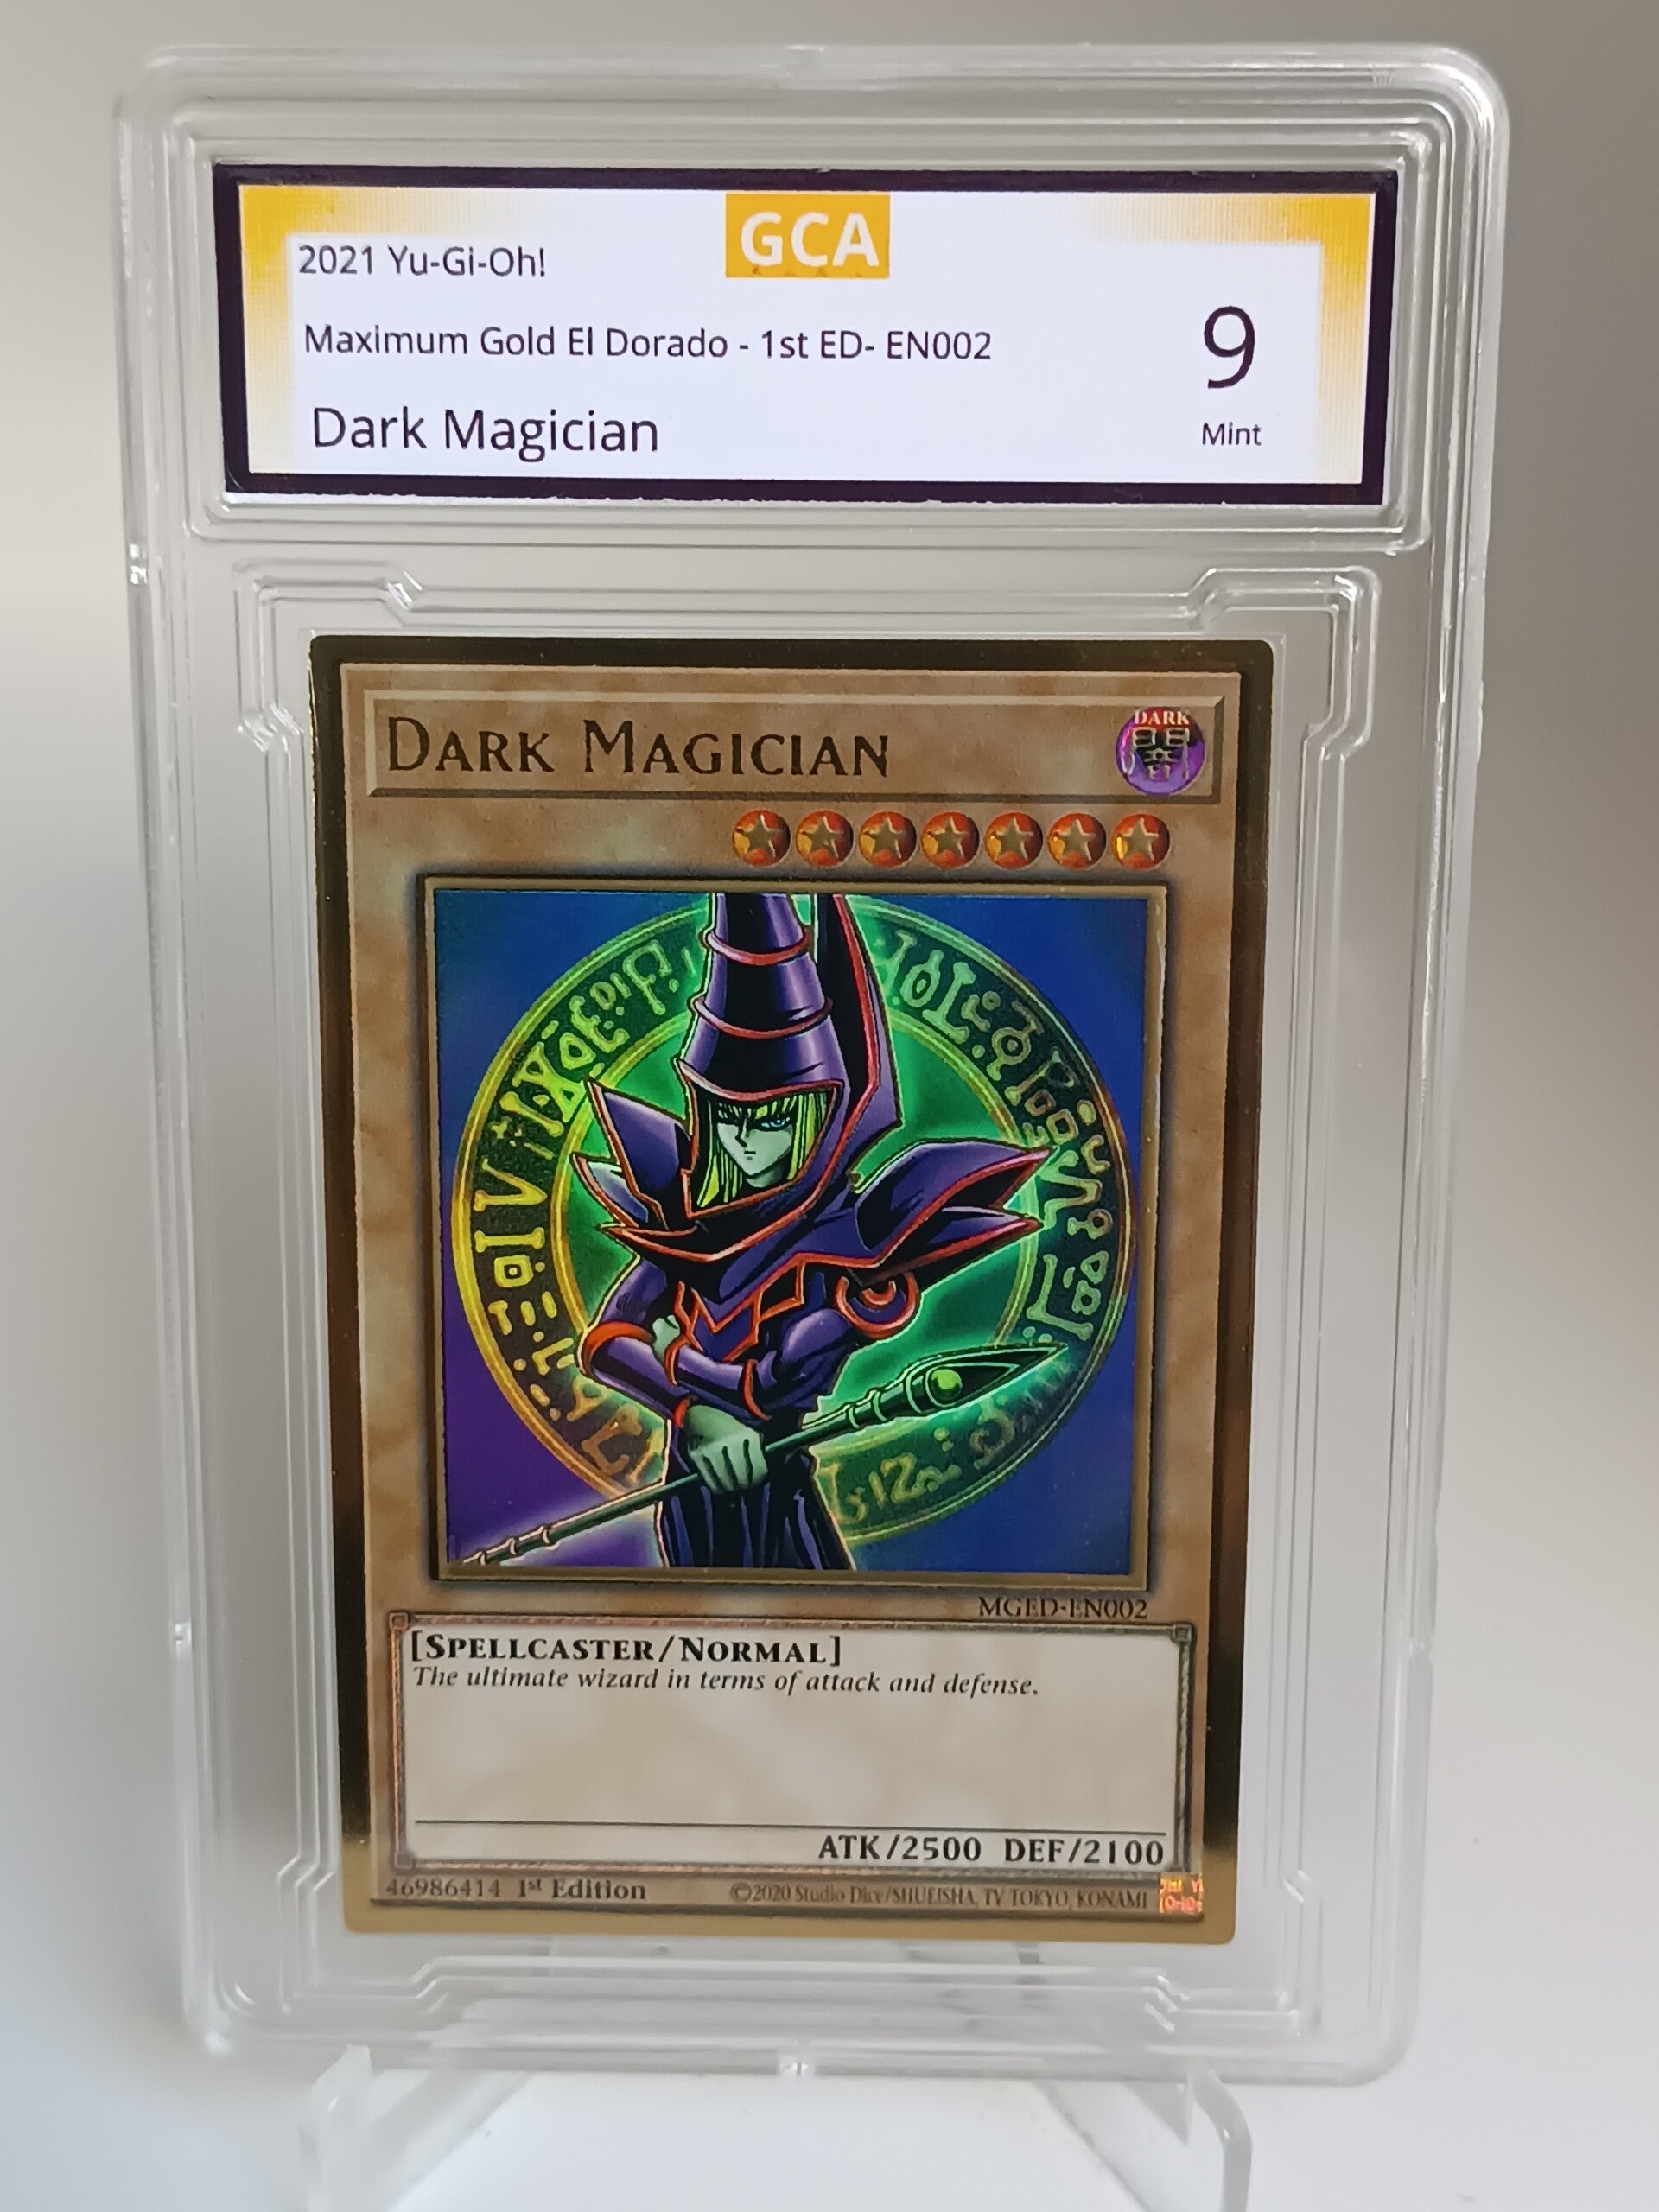 GCA
2021 Yu-Gi-Oh!
Maximum Gold El Dorado - 1st ED- EN002
9
Dark Magician
Mint
DARK MAGICIAN
DARK
闇
MGED-EN002
[SPELLCASTER/NORMAL]
The ultimate wizard in terms of attack and defense.
ATK/2500 DEF/2100
46986414 1st Edition ©2020 Studio Dice/SHUEISHA, TV TOKYO, KONAMI